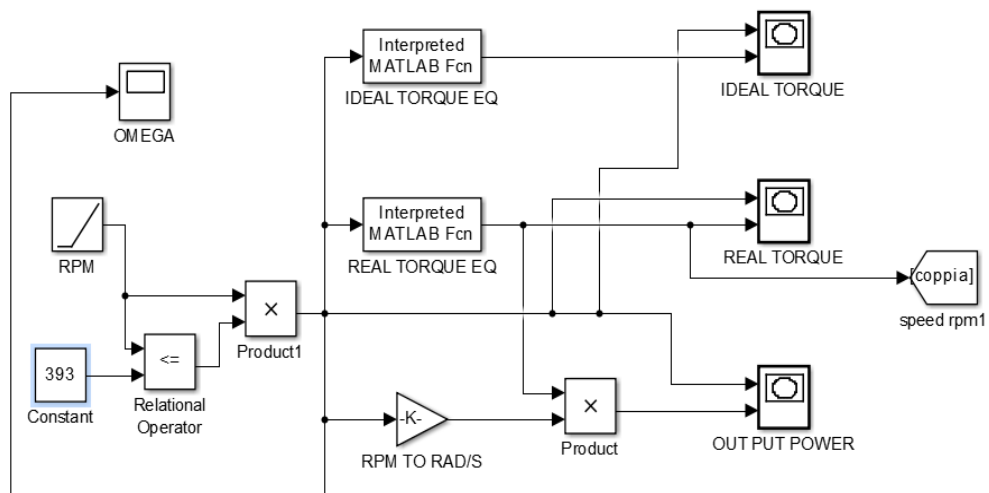 Interpreted
MATLAB Fcn
IDEAL TORQUE EQ
IDEAL TORQUE
OMEGA
RPM
Interpreted
MATLAB Fcn
REAL TORQUE EQ
REAL TORQUE
[coppia]
speed rpm1
×
Product1
<=
Relational
Operator
393
Constant
-K-
RPM TO RAD/S
×
Product
OUT PUT POWER